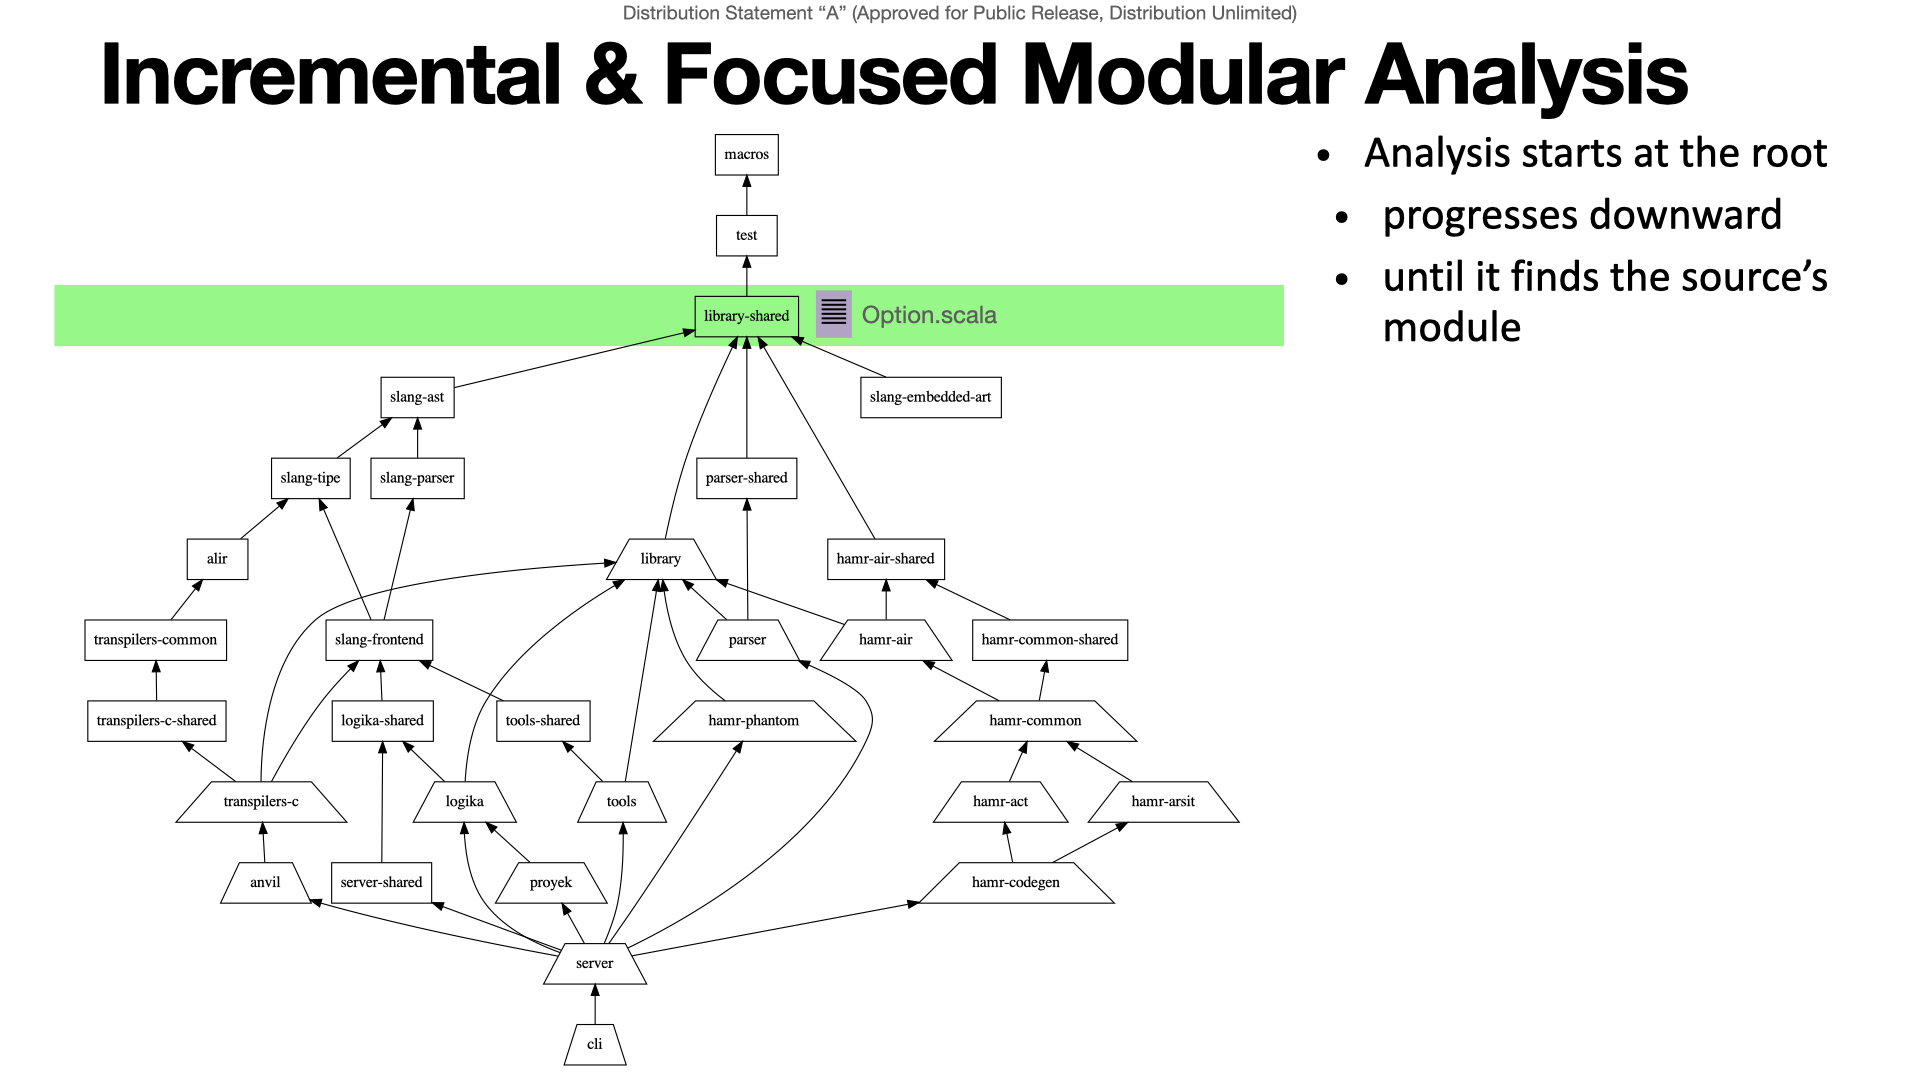 Distribution Statement “A” (Approved for Public Release, Distribution Unlimited)
Incremental & Focused Modular Analysis
• Analysis starts at the root
• progresses downward
• until it finds the source’s
module
macros
test
library-shared
Option.scala
slang-ast
slang-embedded-art
slang-tipe
slang-parser
parser-shared
alir
library
hamr-air-shared
transpilers-common
slang-frontend
parser
hamr-air
hamr-common-shared
transpilers-c-shared
logika-shared
tools-shared
hamr-phantom
hamr-common
transpilers-c
logika
tools
hamr-act
hamr-arsit
anvil
server-shared
proyek
hamr-codegen
server
cli